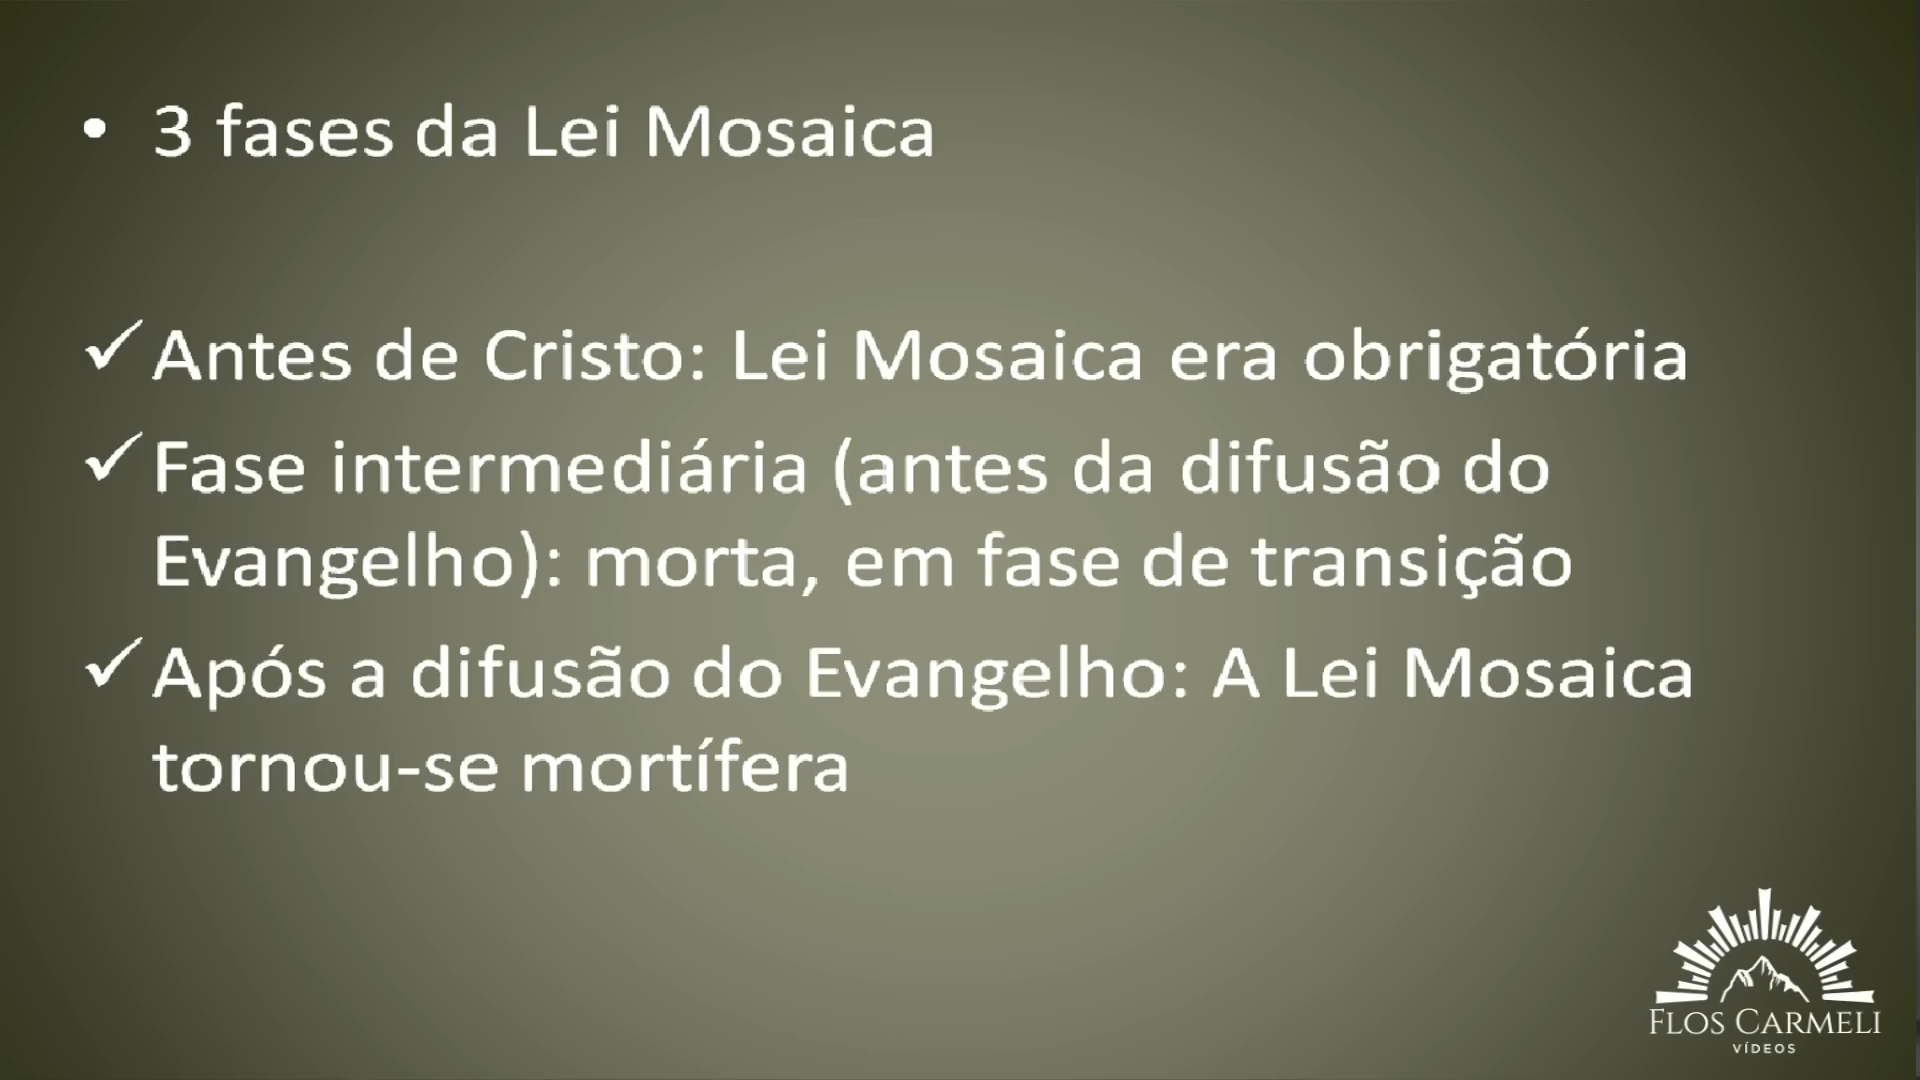 • 3 fases da Lei Mosaica
✓ Antes de Cristo: Lei Mosaica era obrigatória
✓ Fase intermediária (antes da difusão do
Evangelho): morta, em fase de transição
✓ Após a difusão do Evangelho: A Lei Mosaica
tornou-se mortífera
FLOS CARMELI
VÍDEOS